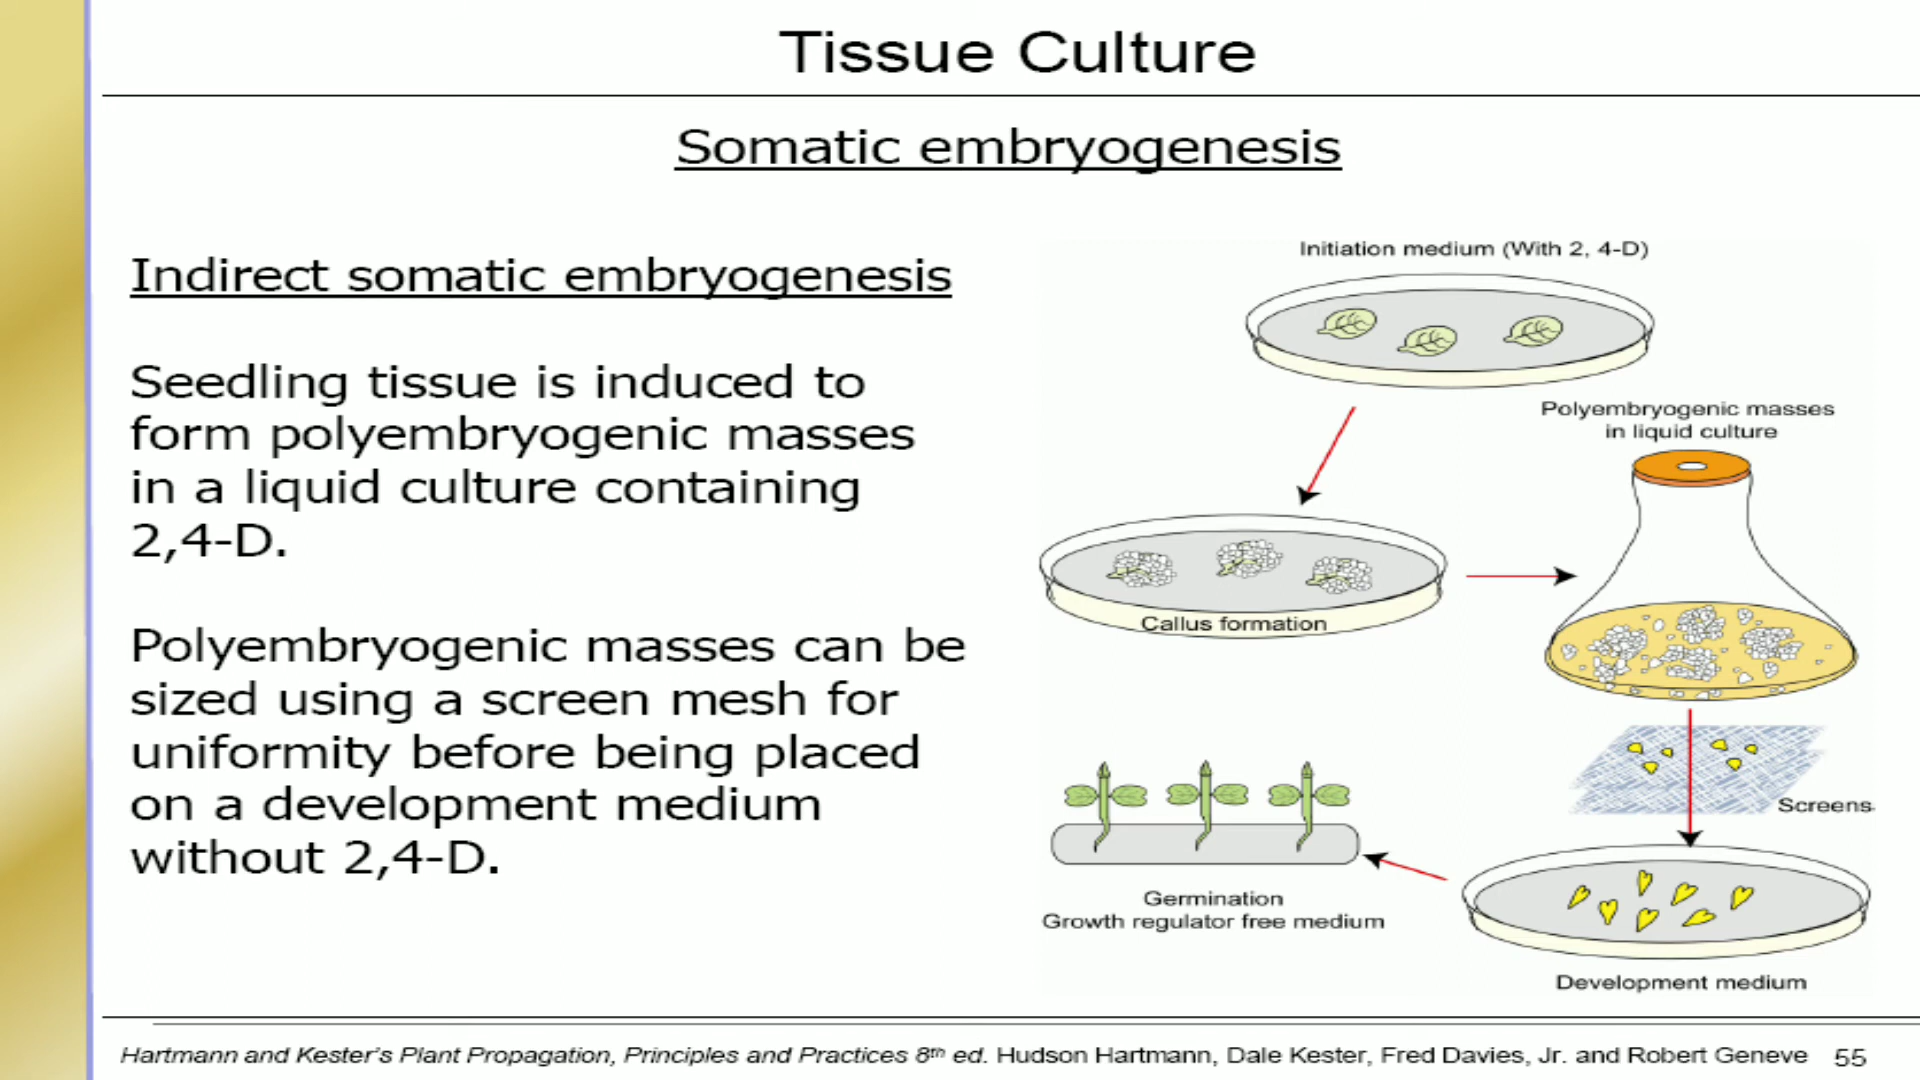 Tissue Culture
Somatic embryogenesis
Indirect somatic embryogenesis
Seedling tissue is induced to
form polyembryogenic masses
in a liquid culture containing
2,4-D.
Polyembryogenic masses can be
sized using a screen mesh for
uniformity before being placed
on a development medium
without 2,4-D.
Initiation medium (With 2, 4-D)
Polyembryogenic masses
in liquid culture
Callus formation
Screens
Germination
Growth regulator free medium
Development medium
Hartmann and Kester's Plant Propagation, Principles and Practices 8th ed. Hudson Hartmann, Dale Kester, Fred Davies, Jr. and Robert Geneve 55